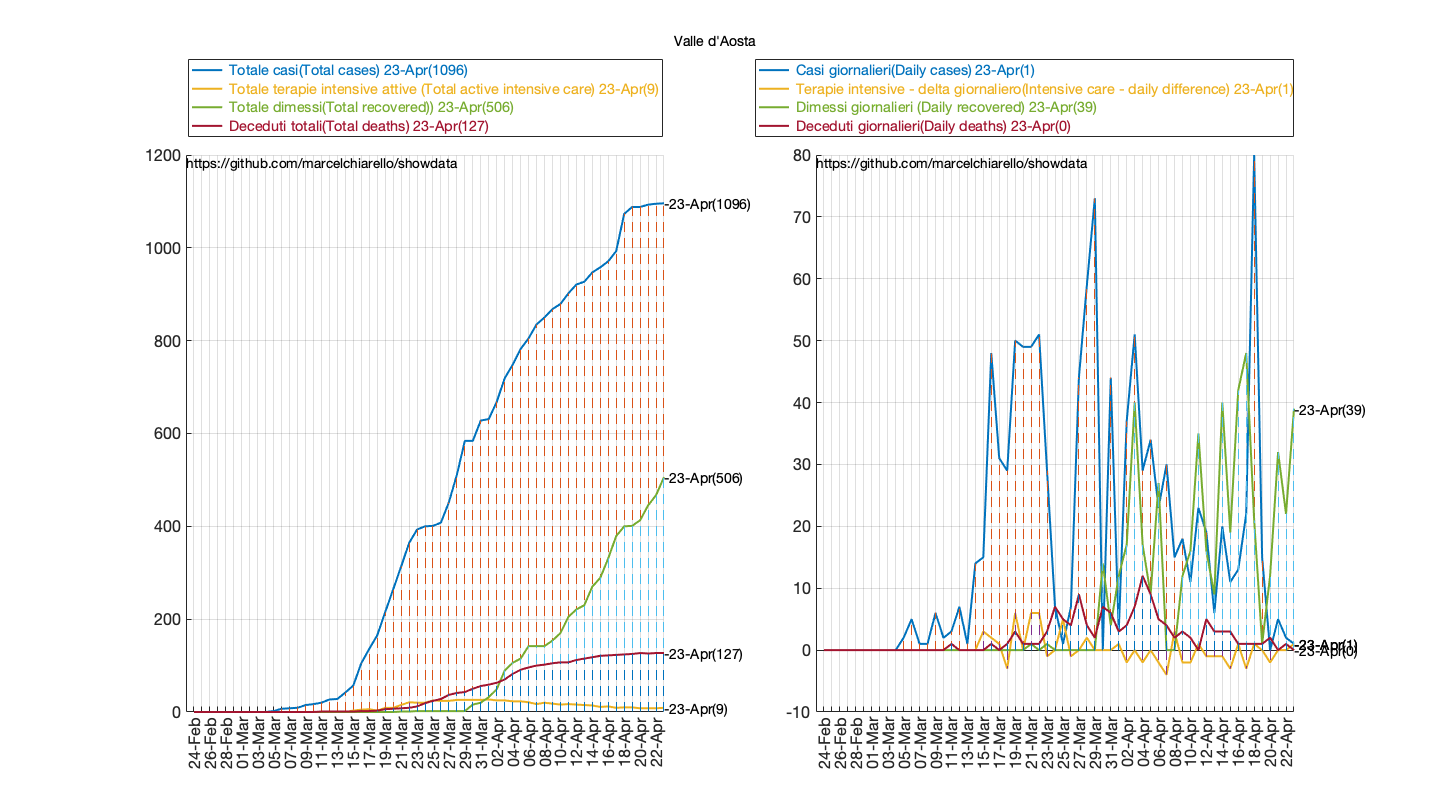 Valle d'Aosta
Totale casi(Total cases) 23-Apr(1096)
Totale terapie intensive attive (Total active intensive care) 23-Apr(9)
Totale dimessi(Total recovered)) 23-Apr(506)
Deceduti totali(Total deaths) 23-Apr(127)
Casi giornalieri(Daily cases) 23-Apr(1)
Terapie intensive - delta giornaliero(Intensive care - daily difference) 23-Apr(1)
Dimessi giornalieri (Daily recovered) 23-Apr(39)
Deceduti giornalieri(Daily deaths) 23-Apr(0)
https://github.com/marcelchiarello/showdata
1200
1000
800
600
400
200
0
-23-Apr(1096)
-23-Apr(506)
-23-Apr(127)
-23-Apr(9)
24-Feb
26-Feb
28-Feb
01-Mar
03-Mar
05-Mar
07-Mar
09-Mar
11-Mar
13-Mar
15-Mar
17-Mar
19-Mar
21-Mar
23-Mar
25-Mar
27-Mar
29-Mar
31-Mar
02-Apr
04-Apr
06-Apr
08-Apr
10-Apr
12-Apr
14-Apr
16-Apr
18-Apr
20-Apr
22-Apr
https://github.com/marcelchiarello/showdata
80
70
60
50
40
30
20
10
0
-10
-23-Apr(39)
-23-Apr(1)
-23-Apr(0)
24-Feb
26-Feb
28-Feb
01-Mar
03-Mar
05-Mar
07-Mar
09-Mar
11-Mar
13-Mar
15-Mar
17-Mar
19-Mar
21-Mar
23-Mar
25-Mar
27-Mar
29-Mar
31-Mar
02-Apr
04-Apr
06-Apr
08-Apr
10-Apr
12-Apr
14-Apr
16-Apr
18-Apr
20-Apr
22-Apr